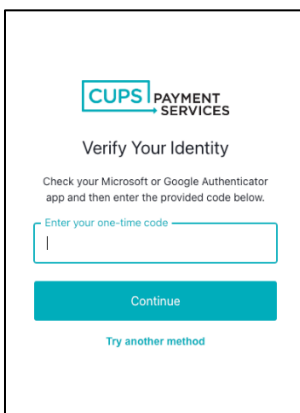 CUPS PAYMENT
SERVICES
Verify Your Identity
Check your Microsoft or Google Authenticator
app and then enter the provided code below.
Enter your one-time code
Continue
Try another method